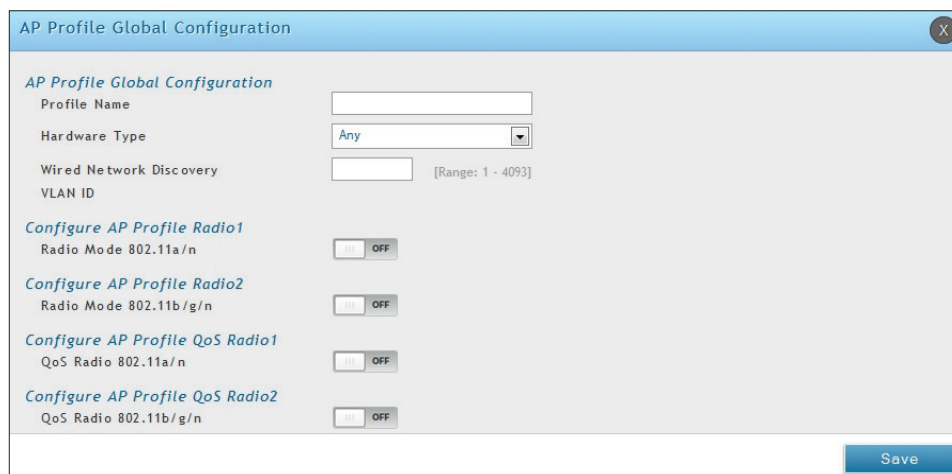 AP Profile Global Configuration
X
AP Profile Global Configuration
Profile Name
Hardware Type
Any
Wired Network Discovery
VLAN ID
[Range: 1 - 4093]
Configure AP Profile Radio1
Radio Mode 802.11a/n
OFF
Configure AP Profile Radio2
Radio Mode 802.11b/g/n
OFF
Configure AP Profile QoS Radio1
QoS Radio 802.11a/n
OFF
Configure AP Profile QoS Radio2
QoS Radio 802.11b/g/n
OFF
Save